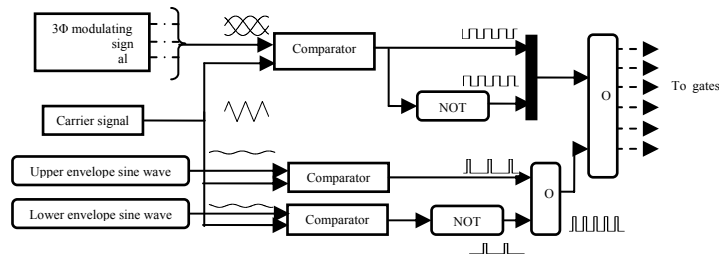 3Φ modulating
sign
al
Comparator
NOT
O
To gates
Carrier signal
Upper envelope sine wave
Comparator
O
Lower envelope sine wave
Comparator
NOT